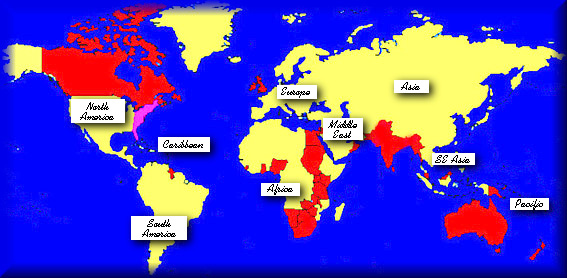 Asia
Europe
North
America
Middle
East
Caribbean
SE Asia
Africa
Pacific
South
America